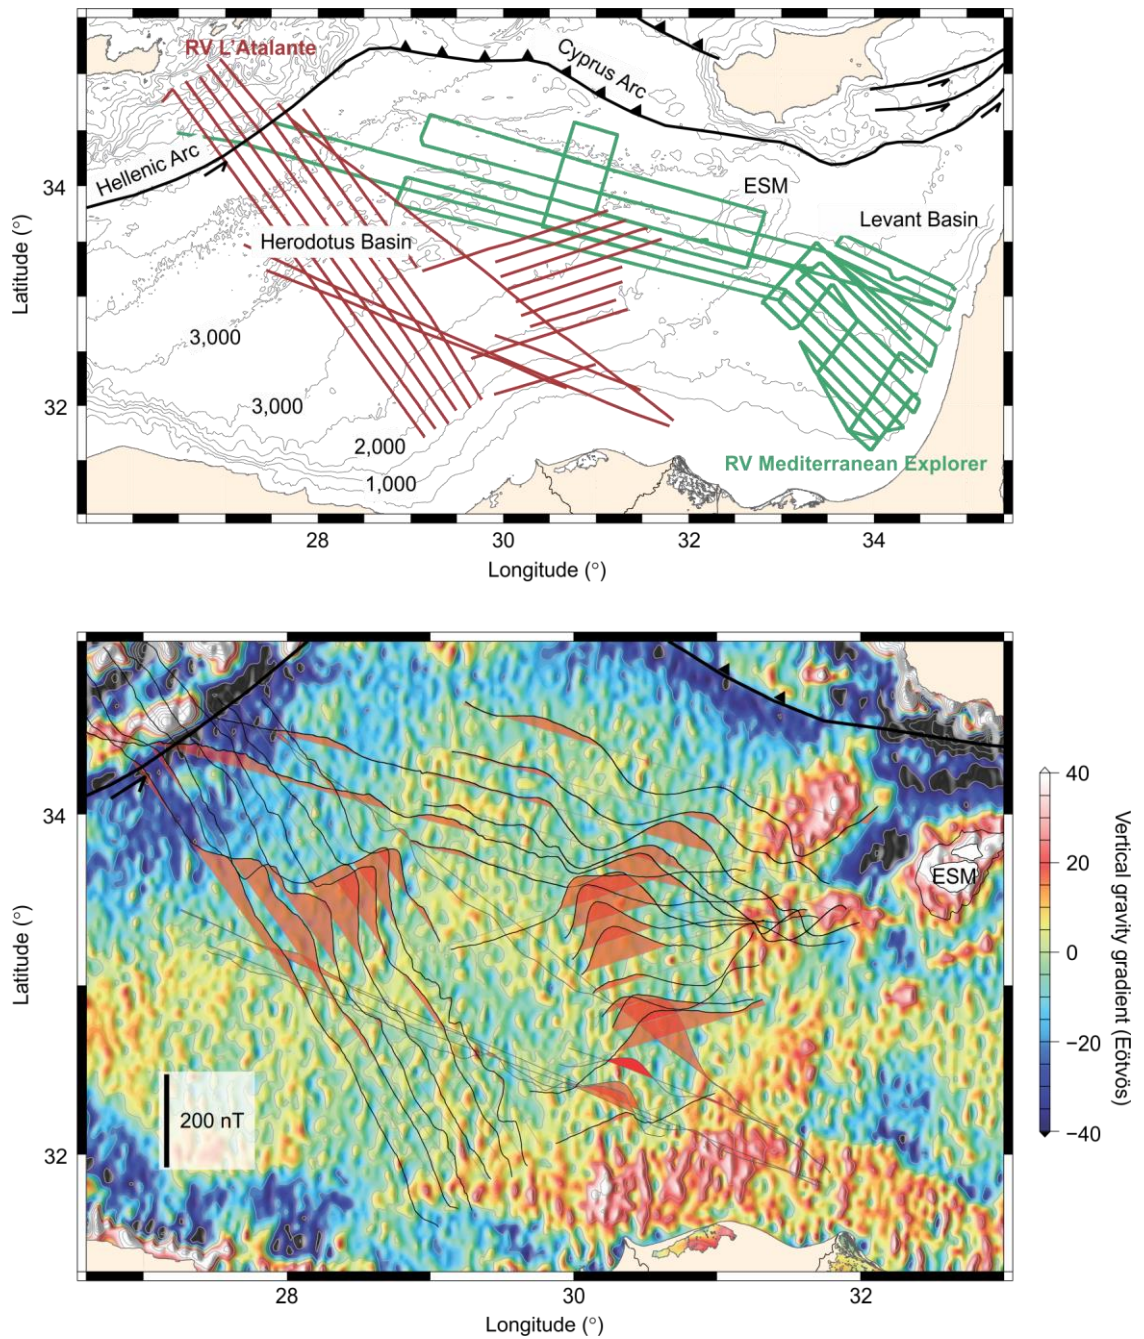 RV L'Atalante
Cyprus Arc
Hellenic Arc
ESM
Levant Basin
Herodotus Basin
3,000
3,000
2,000
1,000
RV Mediterranean Explorer
34
32
Latitude (°)
28
30
32
34
Longitude (°)
ESM
200 nT
34
32
Latitude (°)
28
30
32
Longitude (°)
40
20
0
−20
−40
Vertical gravity gradient (Eötvös)